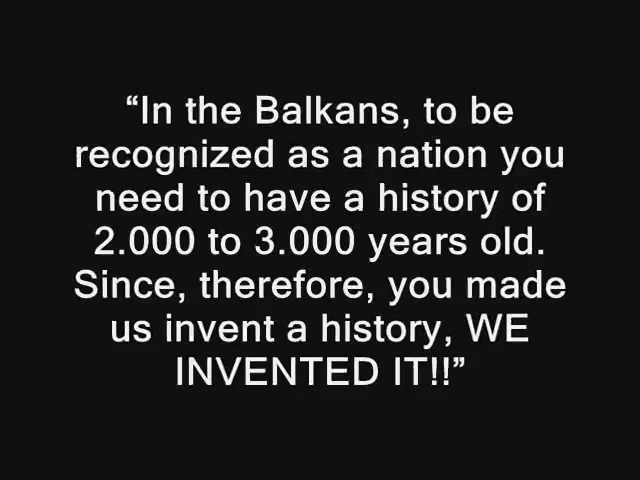 “In the Balkans, to be
recognized as a nation you
need to have a history of
2.000 to 3.000 years old.
Since, therefore, you made
us invent a history, WE
INVENTED IT!!”